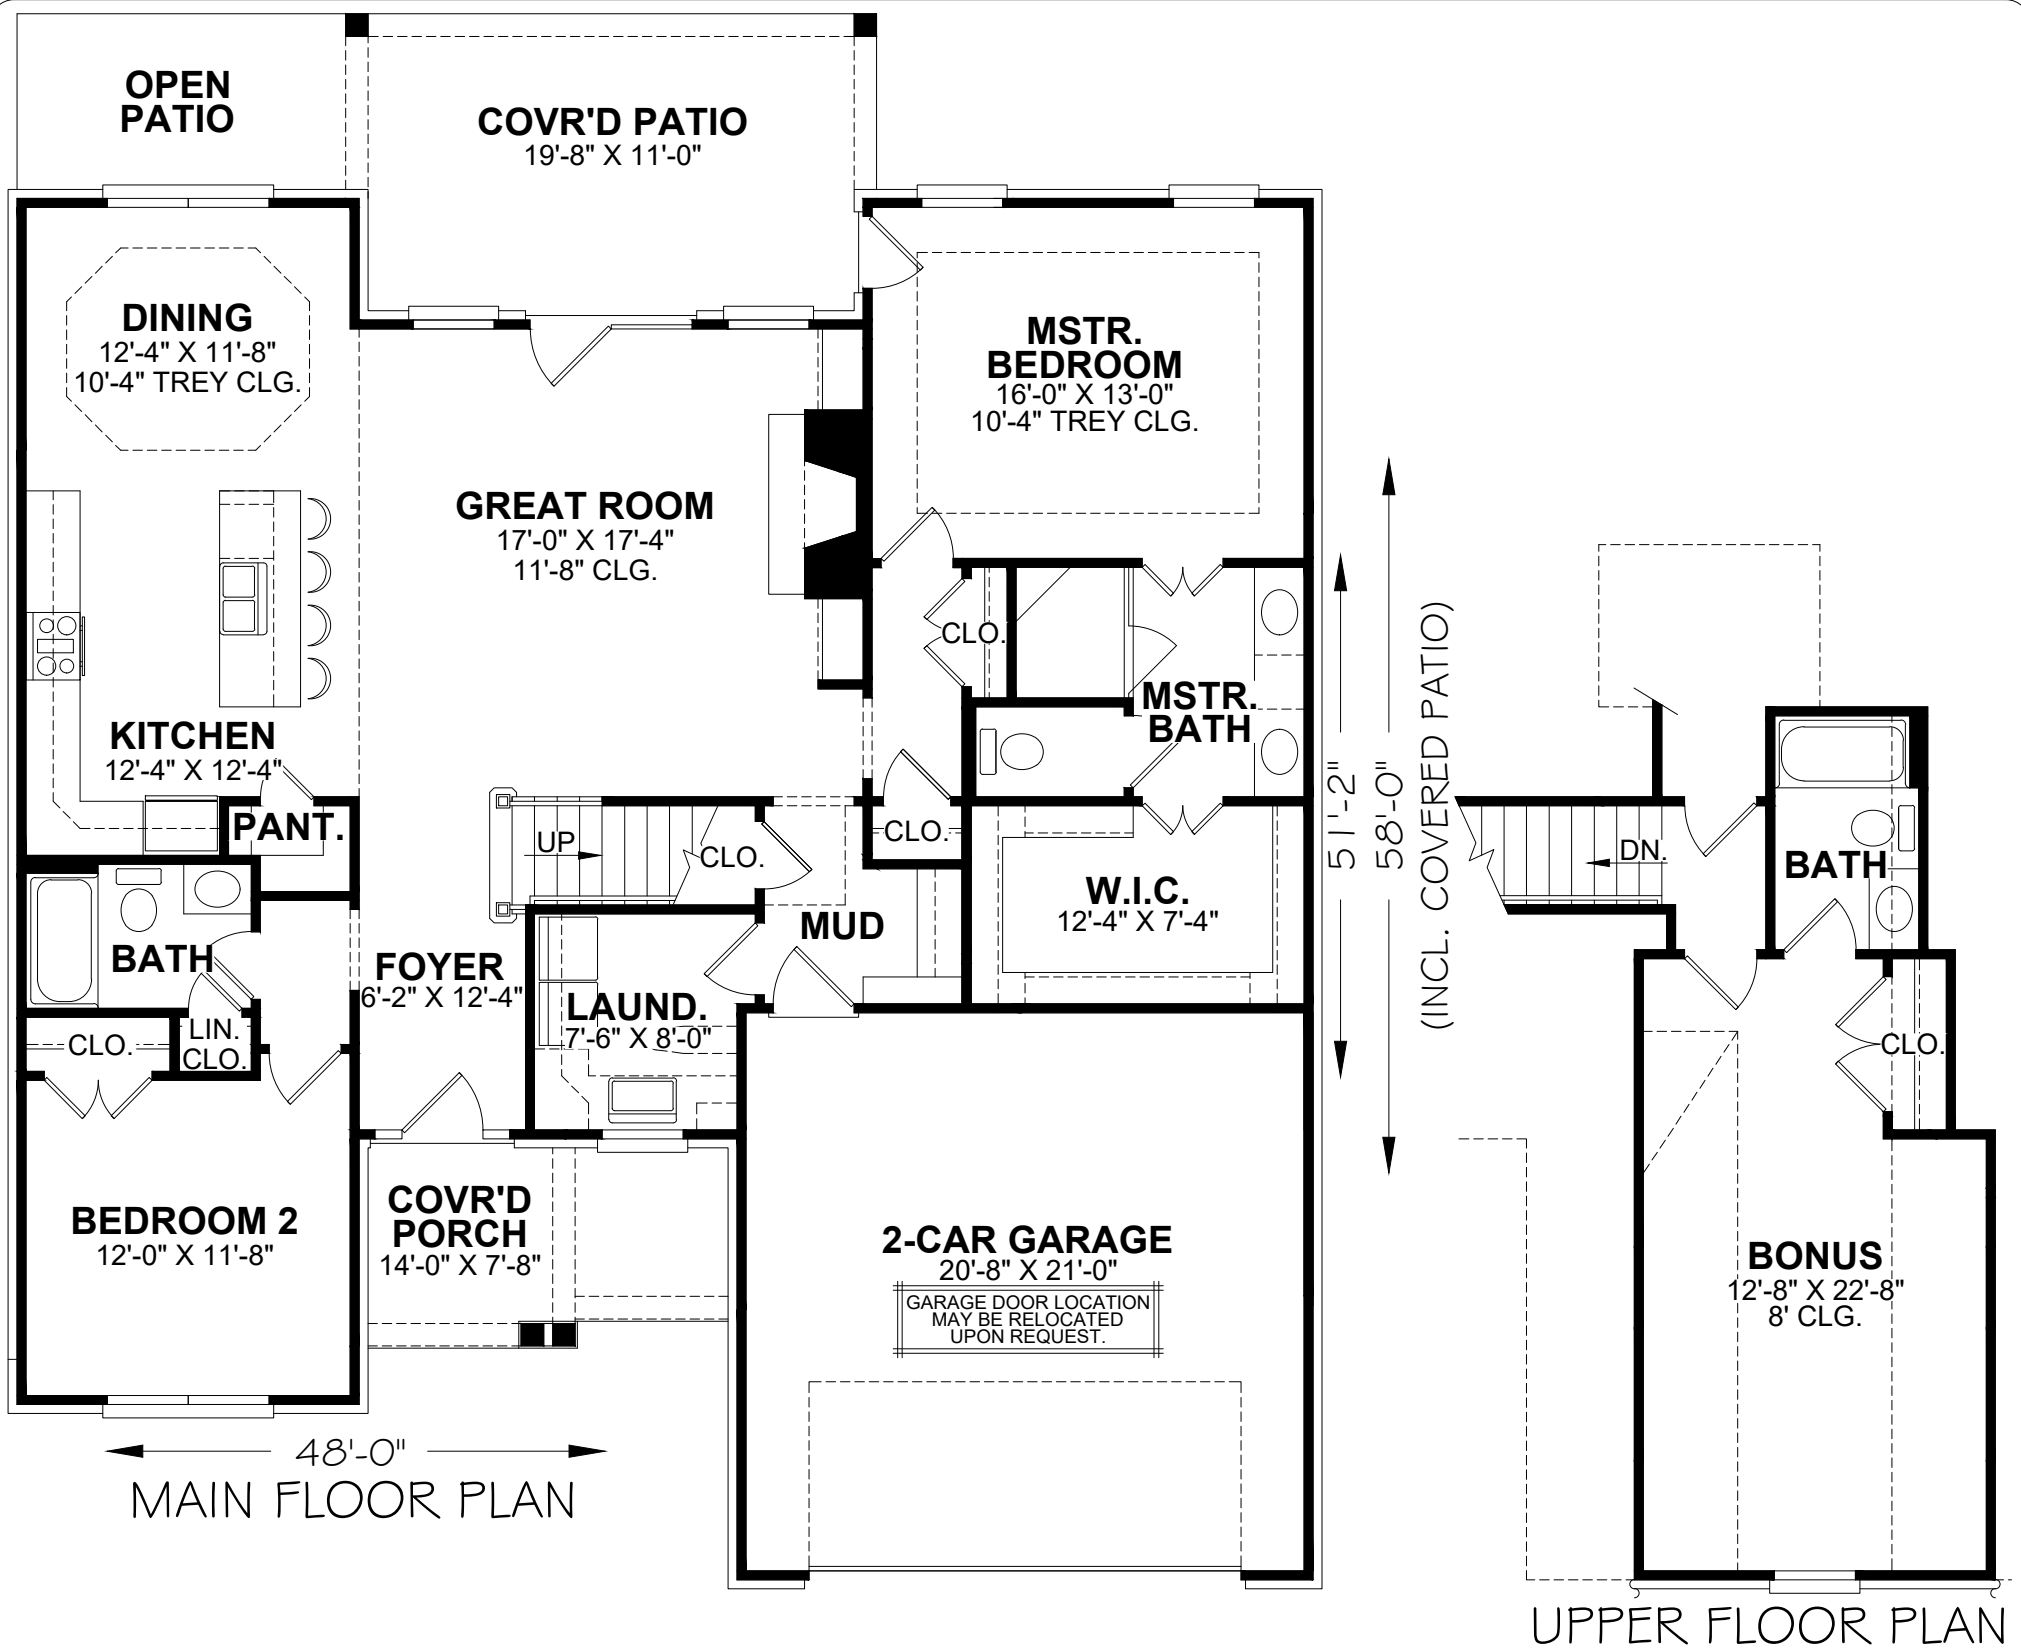 OPEN
PATIO
COVR'D PATIO
19'-8" X 11'-0"
DINING
12'-4" X 11'-8"
10'-4" TREY CLG.
MSTR.
BEDROOM
16'-0" X 13'-0"
10'-4" TREY CLG.
GREAT ROOM
17'-0" X 17'-4"
11'-8" CLG.
CLO.
MSTR.
BATH
KITCHEN
12'-4" X 12'-4"
PANT.
UP
CLO.
CLO.
W.I.C.
12'-4" X 7'-4"
MUD
BATH
FOYER
6'-2" X 12'-4"
LAUND.
7'-6" X 8'-0"
CLO.
LIN.
CLO.
BEDROOM 2
12'-0" X 11'-8"
COVR'D
PORCH
14'-0" X 7'-8"
2-CAR GARAGE
20'-8" X 21'-0"
GARAGE DOOR LOCATION
MAY BE RELOCATED
UPON REQUEST.
48'-0"
MAIN FLOOR PLAN
51'-2"
58'-0"
(INCL. COVERED PATIO)
DN.
BATH
CLO.
BONUS
12'-8" X 22'-8"
8' CLG.
UPPER FLOOR PLAN